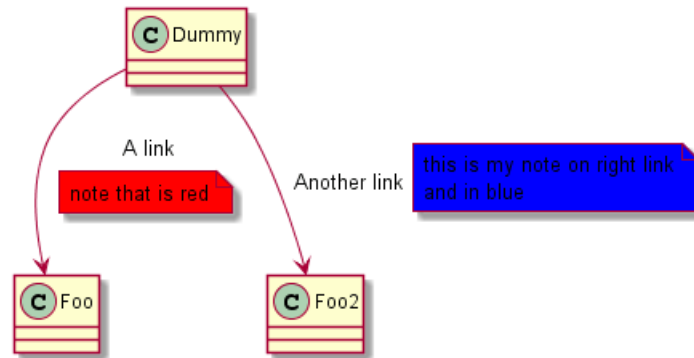 C Dummy
A link
note that is red
Another link
this is my note on right link
and in blue
C Foo
C Foo2